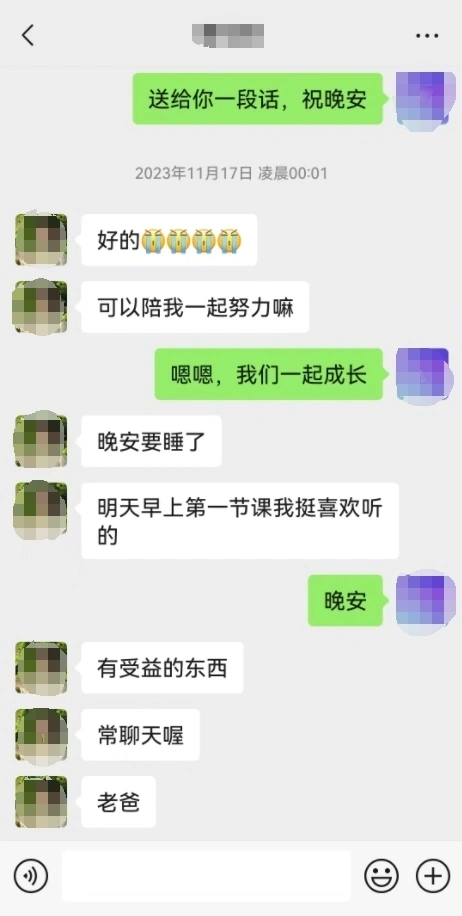 送给你一段话，祝晚安
2023年11月17日 凌晨00:01
好的😭😭😭😭
可以陪我一起努力嘛
嗯嗯，我们一起成长
晚安要睡了
明天早上第一节课我挺喜欢听
的
晚安
有受益的东西
常聊天喔
老爸